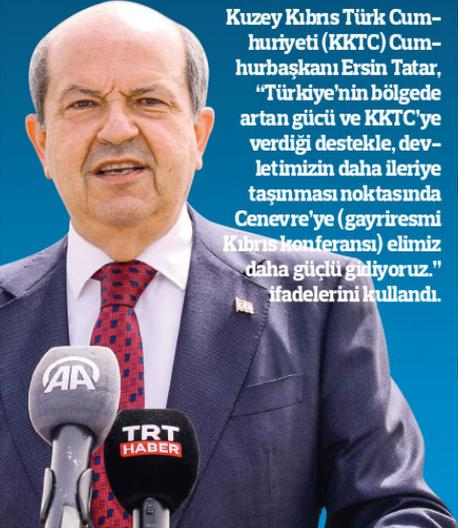 Kuzey Kıbrıs Türk Cum-
huriyeti (KKTC) Cum-
hurbaşkanı Ersin Tatar,
“Türkiye’nin bölgede
artan gücü ve KKTC’ye
verdiği destekle, dev-
letimizin daha ileriye
taşınması noktasında
Cenevre’ye (gayriresmi
Kıbrıs konferansı) elimiz
daha güçlü gidiyoruz.”
ifadelerini kullandı.
AA
TRT
HABER